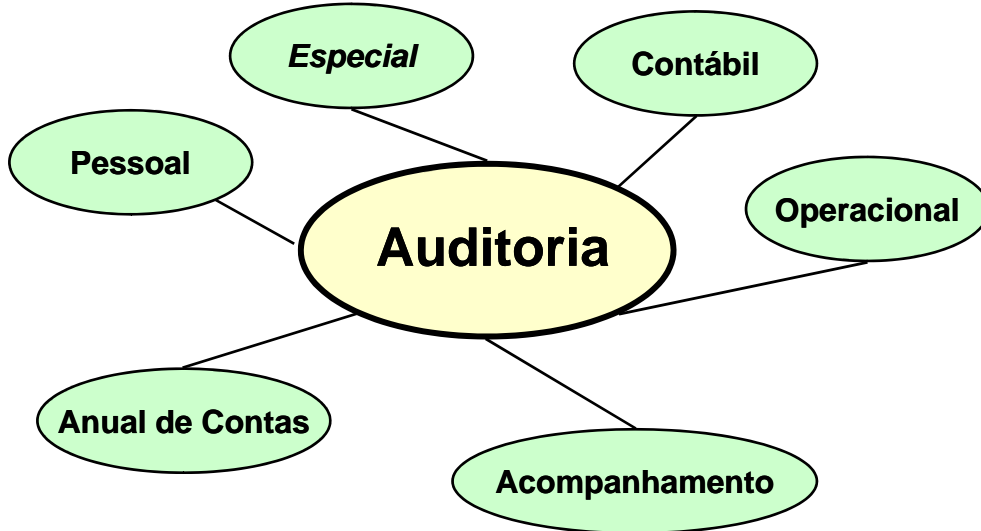 Especial
Contábil
Pessoal
Operacional
Auditoria
Anual de Contas
Acompanhamento